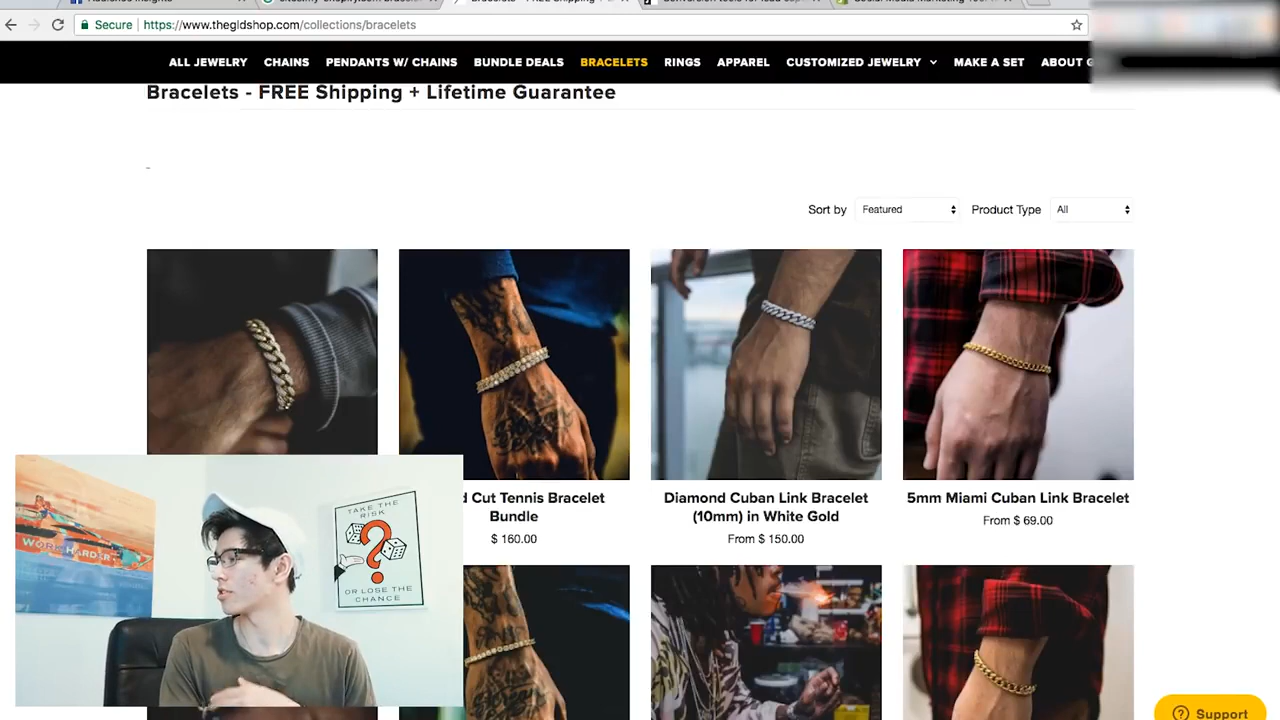 Secure | https://www.thegldshop.com/collections/bracelets
ALL JEWELRY CHAINS PENDANTS W/ CHAINS BUNDLE DEALS BRACELETS RINGS APPAREL CUSTOMIZED JEWELRY MAKE A SET ABOUT
Bracelets - FREE Shipping + Lifetime Guarantee
Sort by Featured Product Type All
Cut Tennis Bracelet
Bundle
$ 160.00
Diamond Cuban Link Bracelet
(10mm) in White Gold
From $ 150.00
5mm Miami Cuban Link Bracelet
From $ 69.00
WORK HARDER
TAKE THE
RISK
?
OR LOSE THE
CHANCE
Support